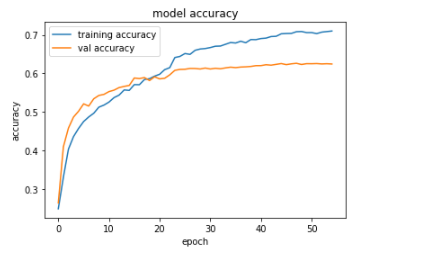 model accuracy
training accuracy
val accuracy
accuracy
0.7
0.6
0.5
0.4
0.3
0 10 20 30 40 50
epoch